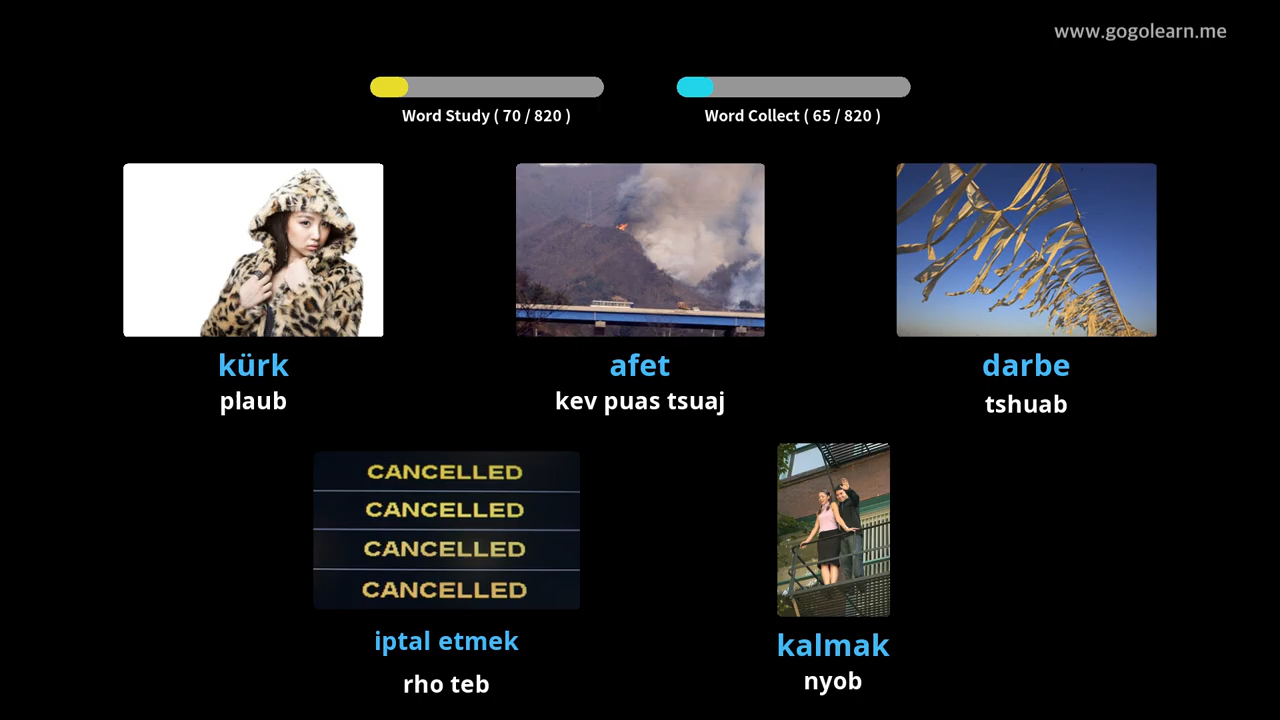 www.gogolearn.me
Word Study ( 70 / 820 )
Word Collect ( 65 / 820 )
kürk
plaub
afet
kev puas tsuaj
darbe
tshuab
CANCELLED
CANCELLED
CANCELLED
CANCELLED
iptal etmek
rho teb
kalmak
nyob